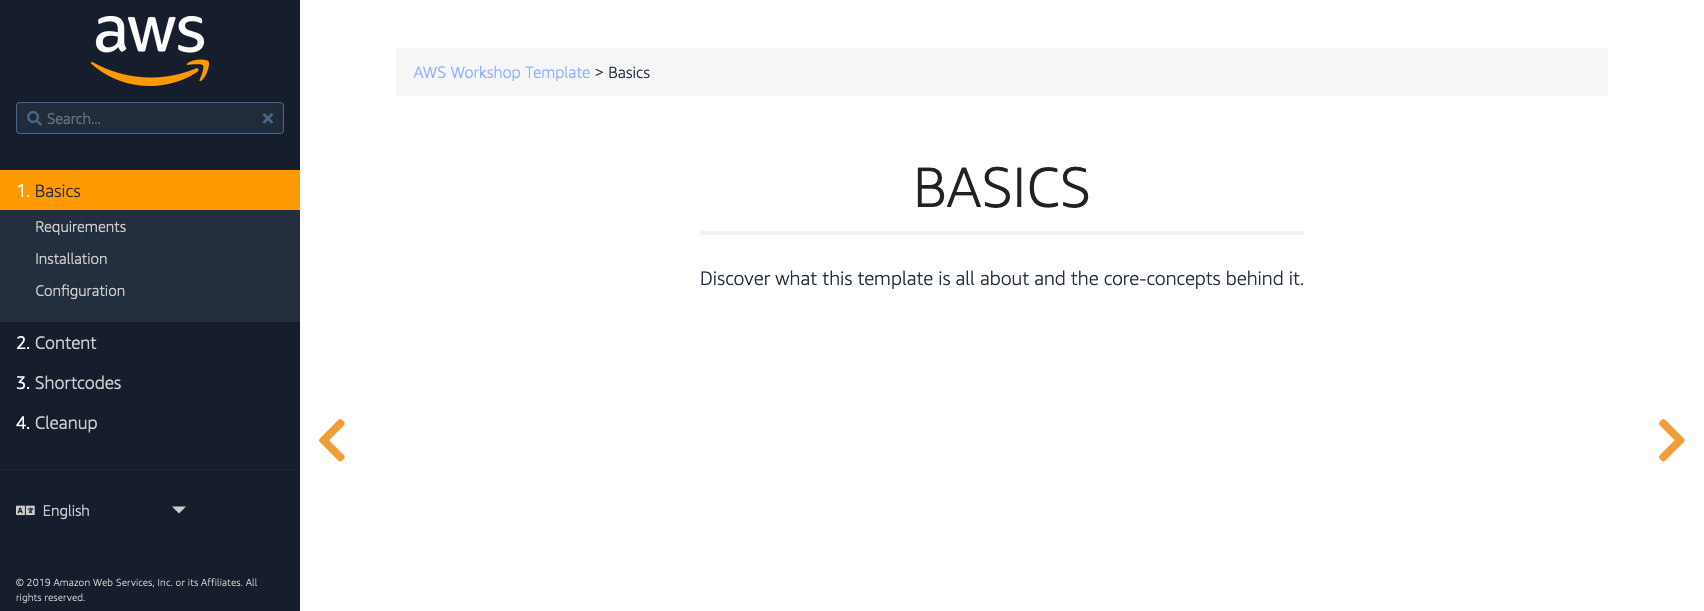 aws
Search...
1. Basics
Requirements
Installation
Configuration
2. Content
3. Shortcodes
4. Cleanup
English
© 2019 Amazon Web Services, Inc. or its Affiliates. All
rights reserved.
AWS Workshop Template > Basics
BASICS
Discover what this template is all about and the core-concepts behind it.